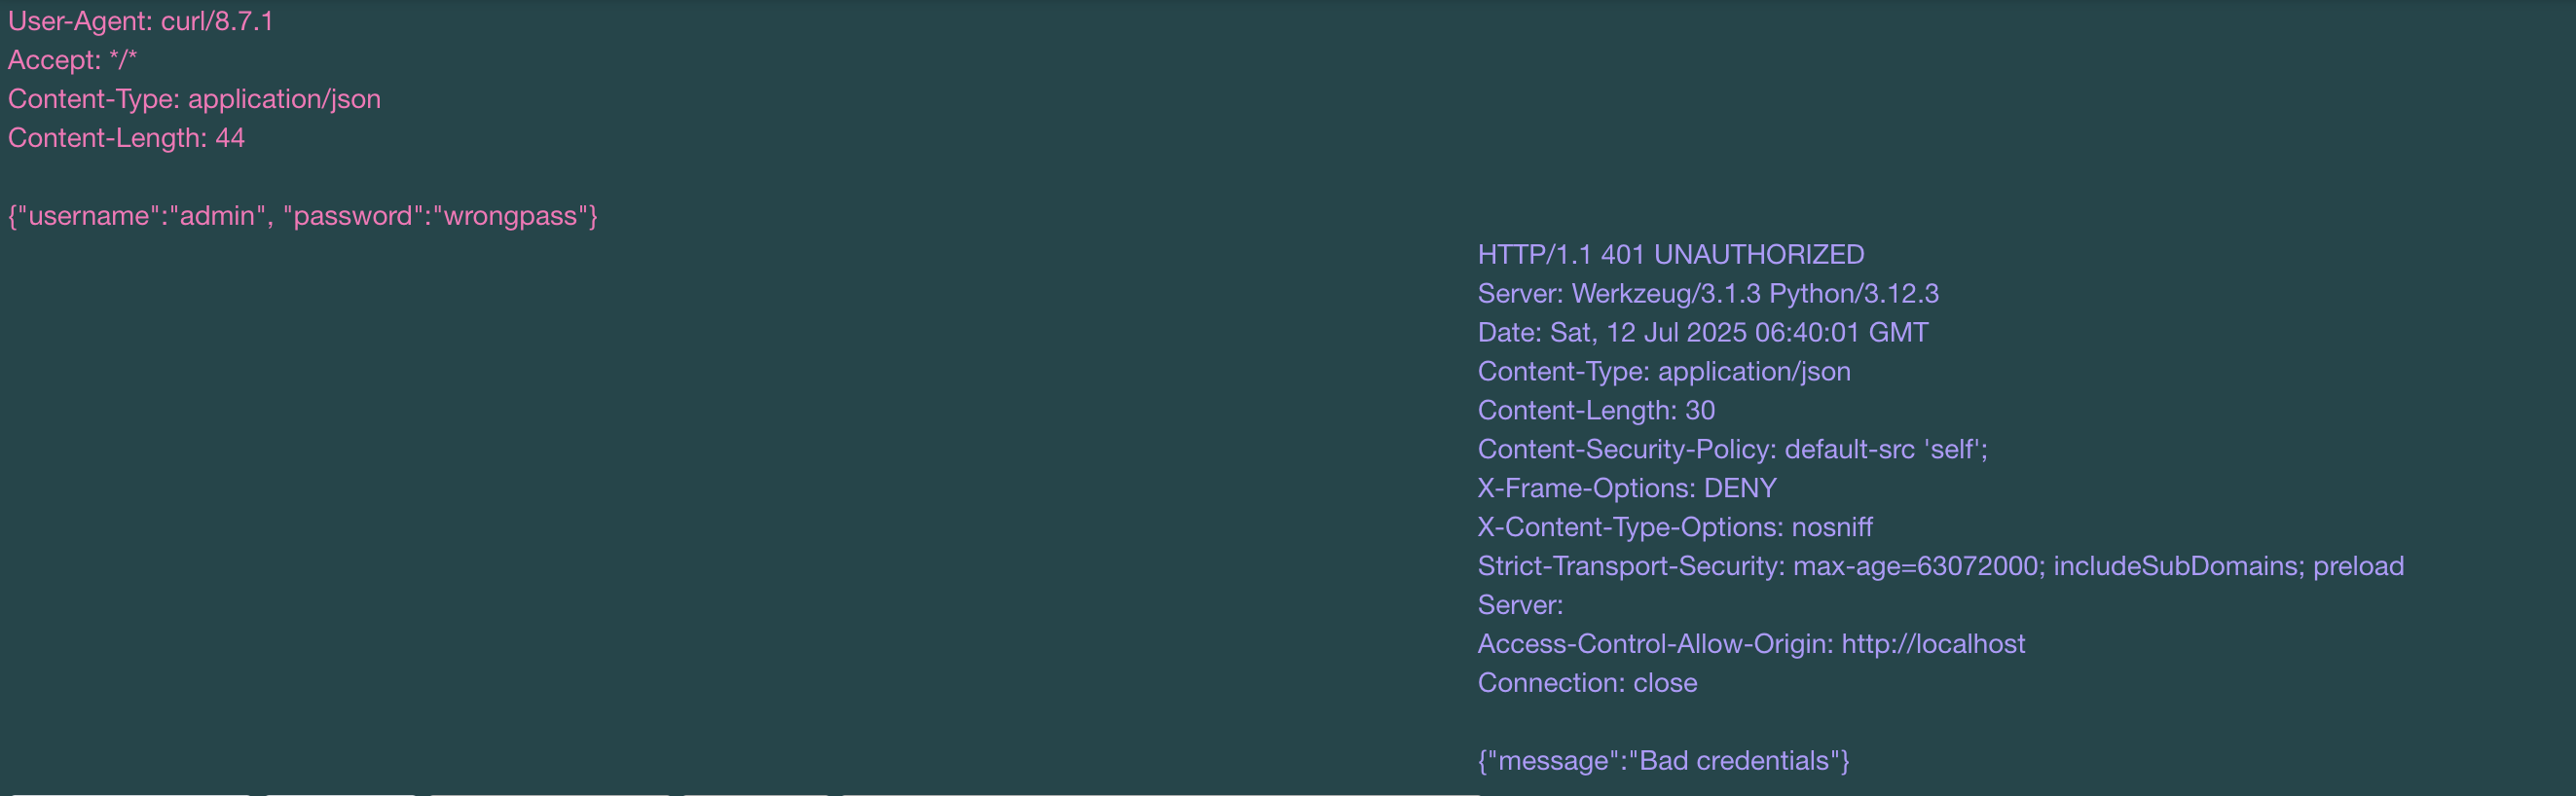 User-Agent: curl/8.7.1
Accept: */*
Content-Type: application/json
Content-Length: 44

{"username":"admin", "password":"wrongpass"}
HTTP/1.1 401 UNAUTHORIZED
Server: Werkzeug/3.1.3 Python/3.12.3
Date: Sat, 12 Jul 2025 06:40:01 GMT
Content-Type: application/json
Content-Length: 30
Content-Security-Policy: default-src 'self';
X-Frame-Options: DENY
X-Content-Type-Options: nosniff
Strict-Transport-Security: max-age=63072000; includeSubDomains; preload
Server:
Access-Control-Allow-Origin: http://localhost
Connection: close

{"message":"Bad credentials"}